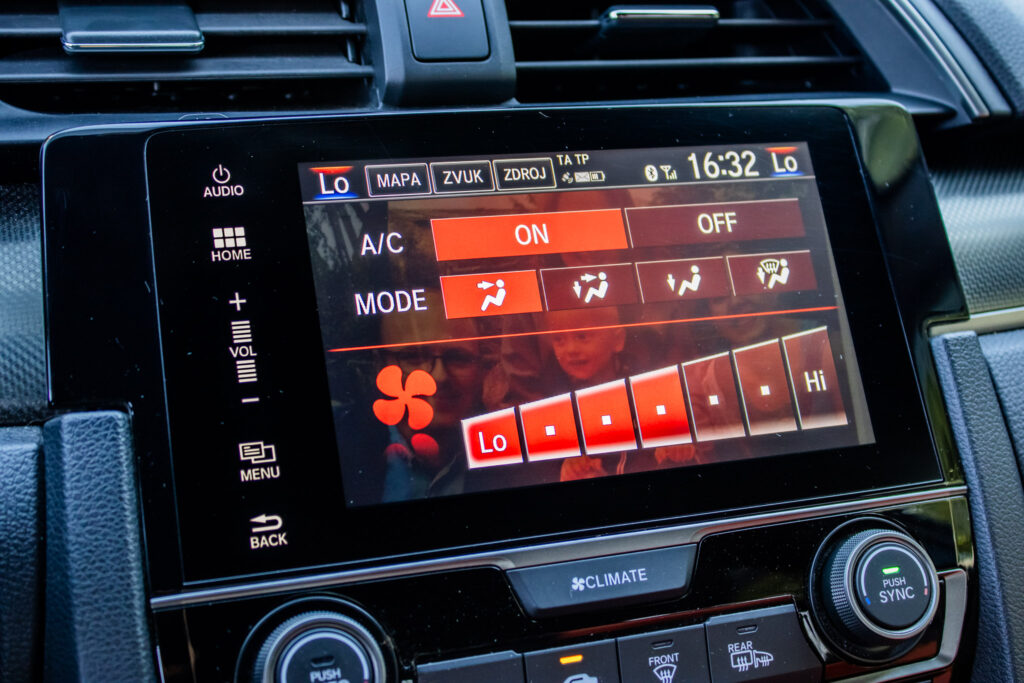 AUDIO
HOME
+
VOL
−
MENU
BACK
Lo MAPA ZVUK ZDROJ TA TP 16:32 Lo
A/C ON OFF
MODE
Lo Hi
CLIMATE
PUSH
SYNC
PUSH
FRONT
REAR